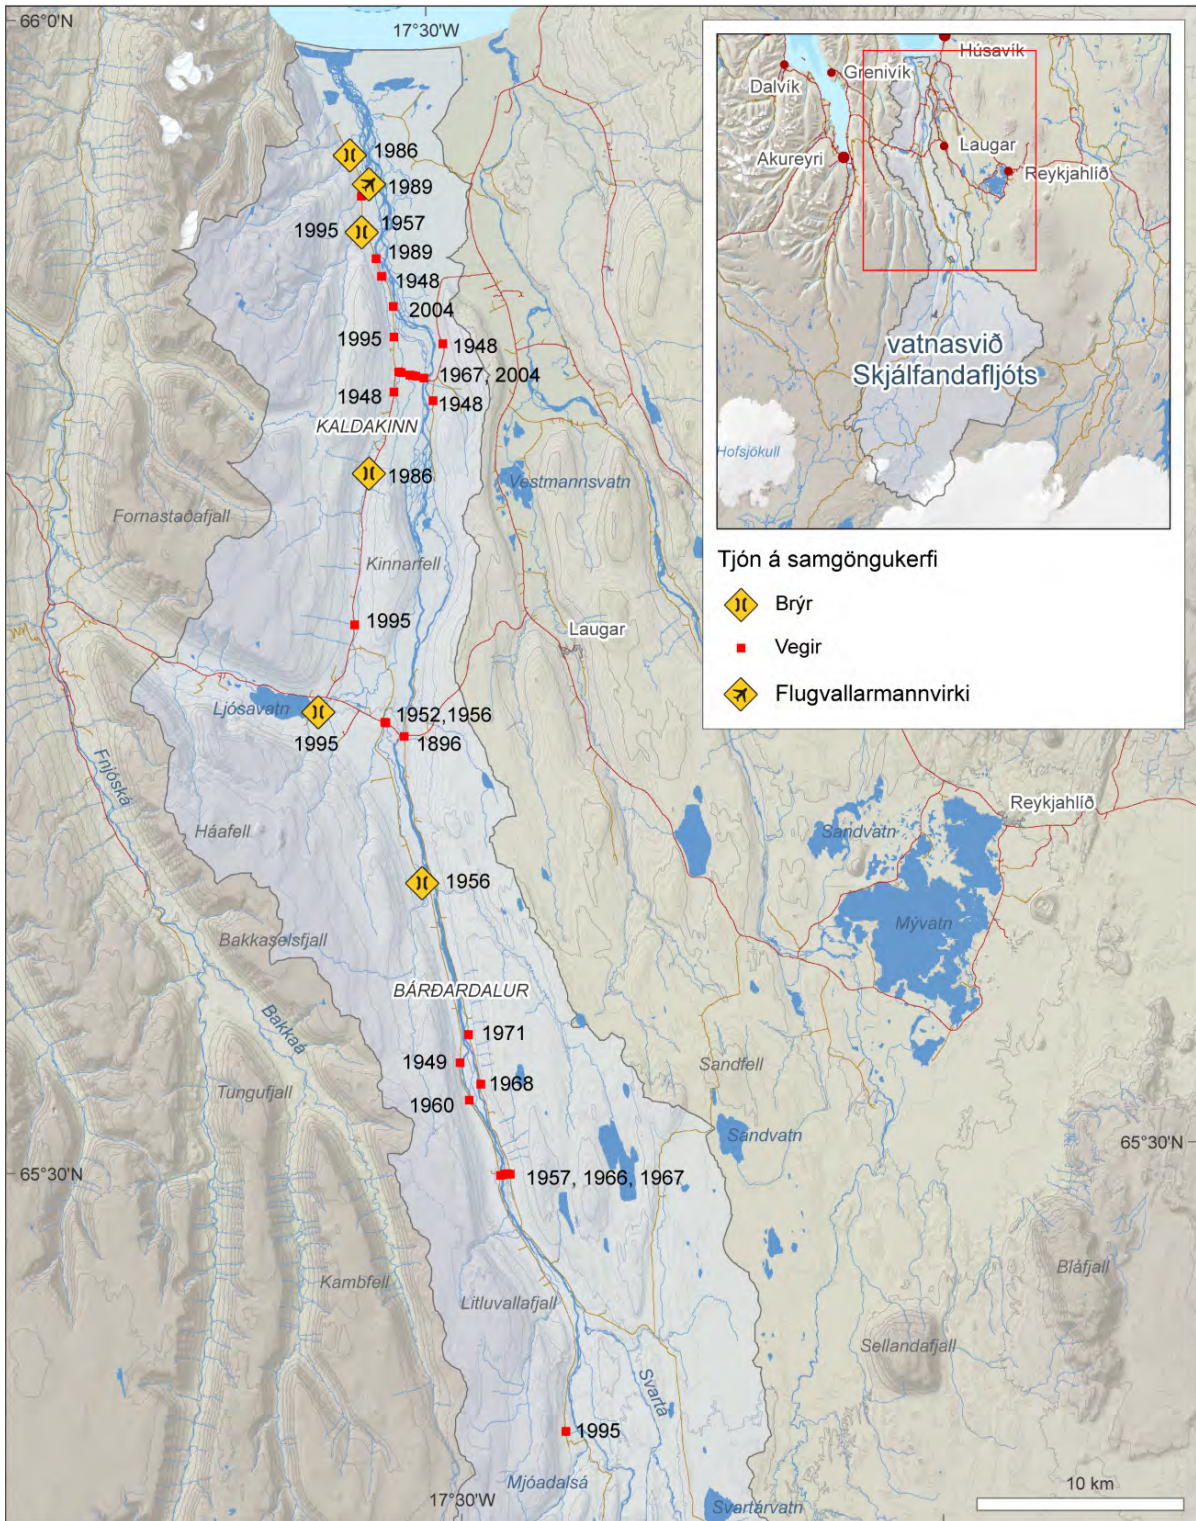 66°0'N
17°30'W
Húsavík
Dalvík
Grenivík
Laugar
Akureyri
Reykjahlíð
vatnasvið
Skjálfandafljóts
Hofsjökull
Tjón á samgöngukerfi
Brýr
Vegir
Flugvallarmannvirki
1986
1989
1957
1995
1989
1948
2004
1995
1948
1967, 2004
1948
1948
KALDAKINN
1986
Vestmannsvatn
Fornastaðafjall
Kinnarfell
1995
Laugar
Ljósavatn
1995
1952,1956
1896
Fnjóská
Háafell
Reykjahlíð
Sandvatn
1956
Mývatn
Bakkaselsfjall
BÁRÐARDALUR
Bakkaá
1971
1949
1968
1960
Sandfell
Tungufjall
Sandvatn
65°30'N
65°30'N
1957, 1966, 1967
Kambfell
Litluvallafjall
Bláfjall
Sellandafjall
Svartá
1995
Mjóadalsá
17°30'W
Svartárvatn
10 km